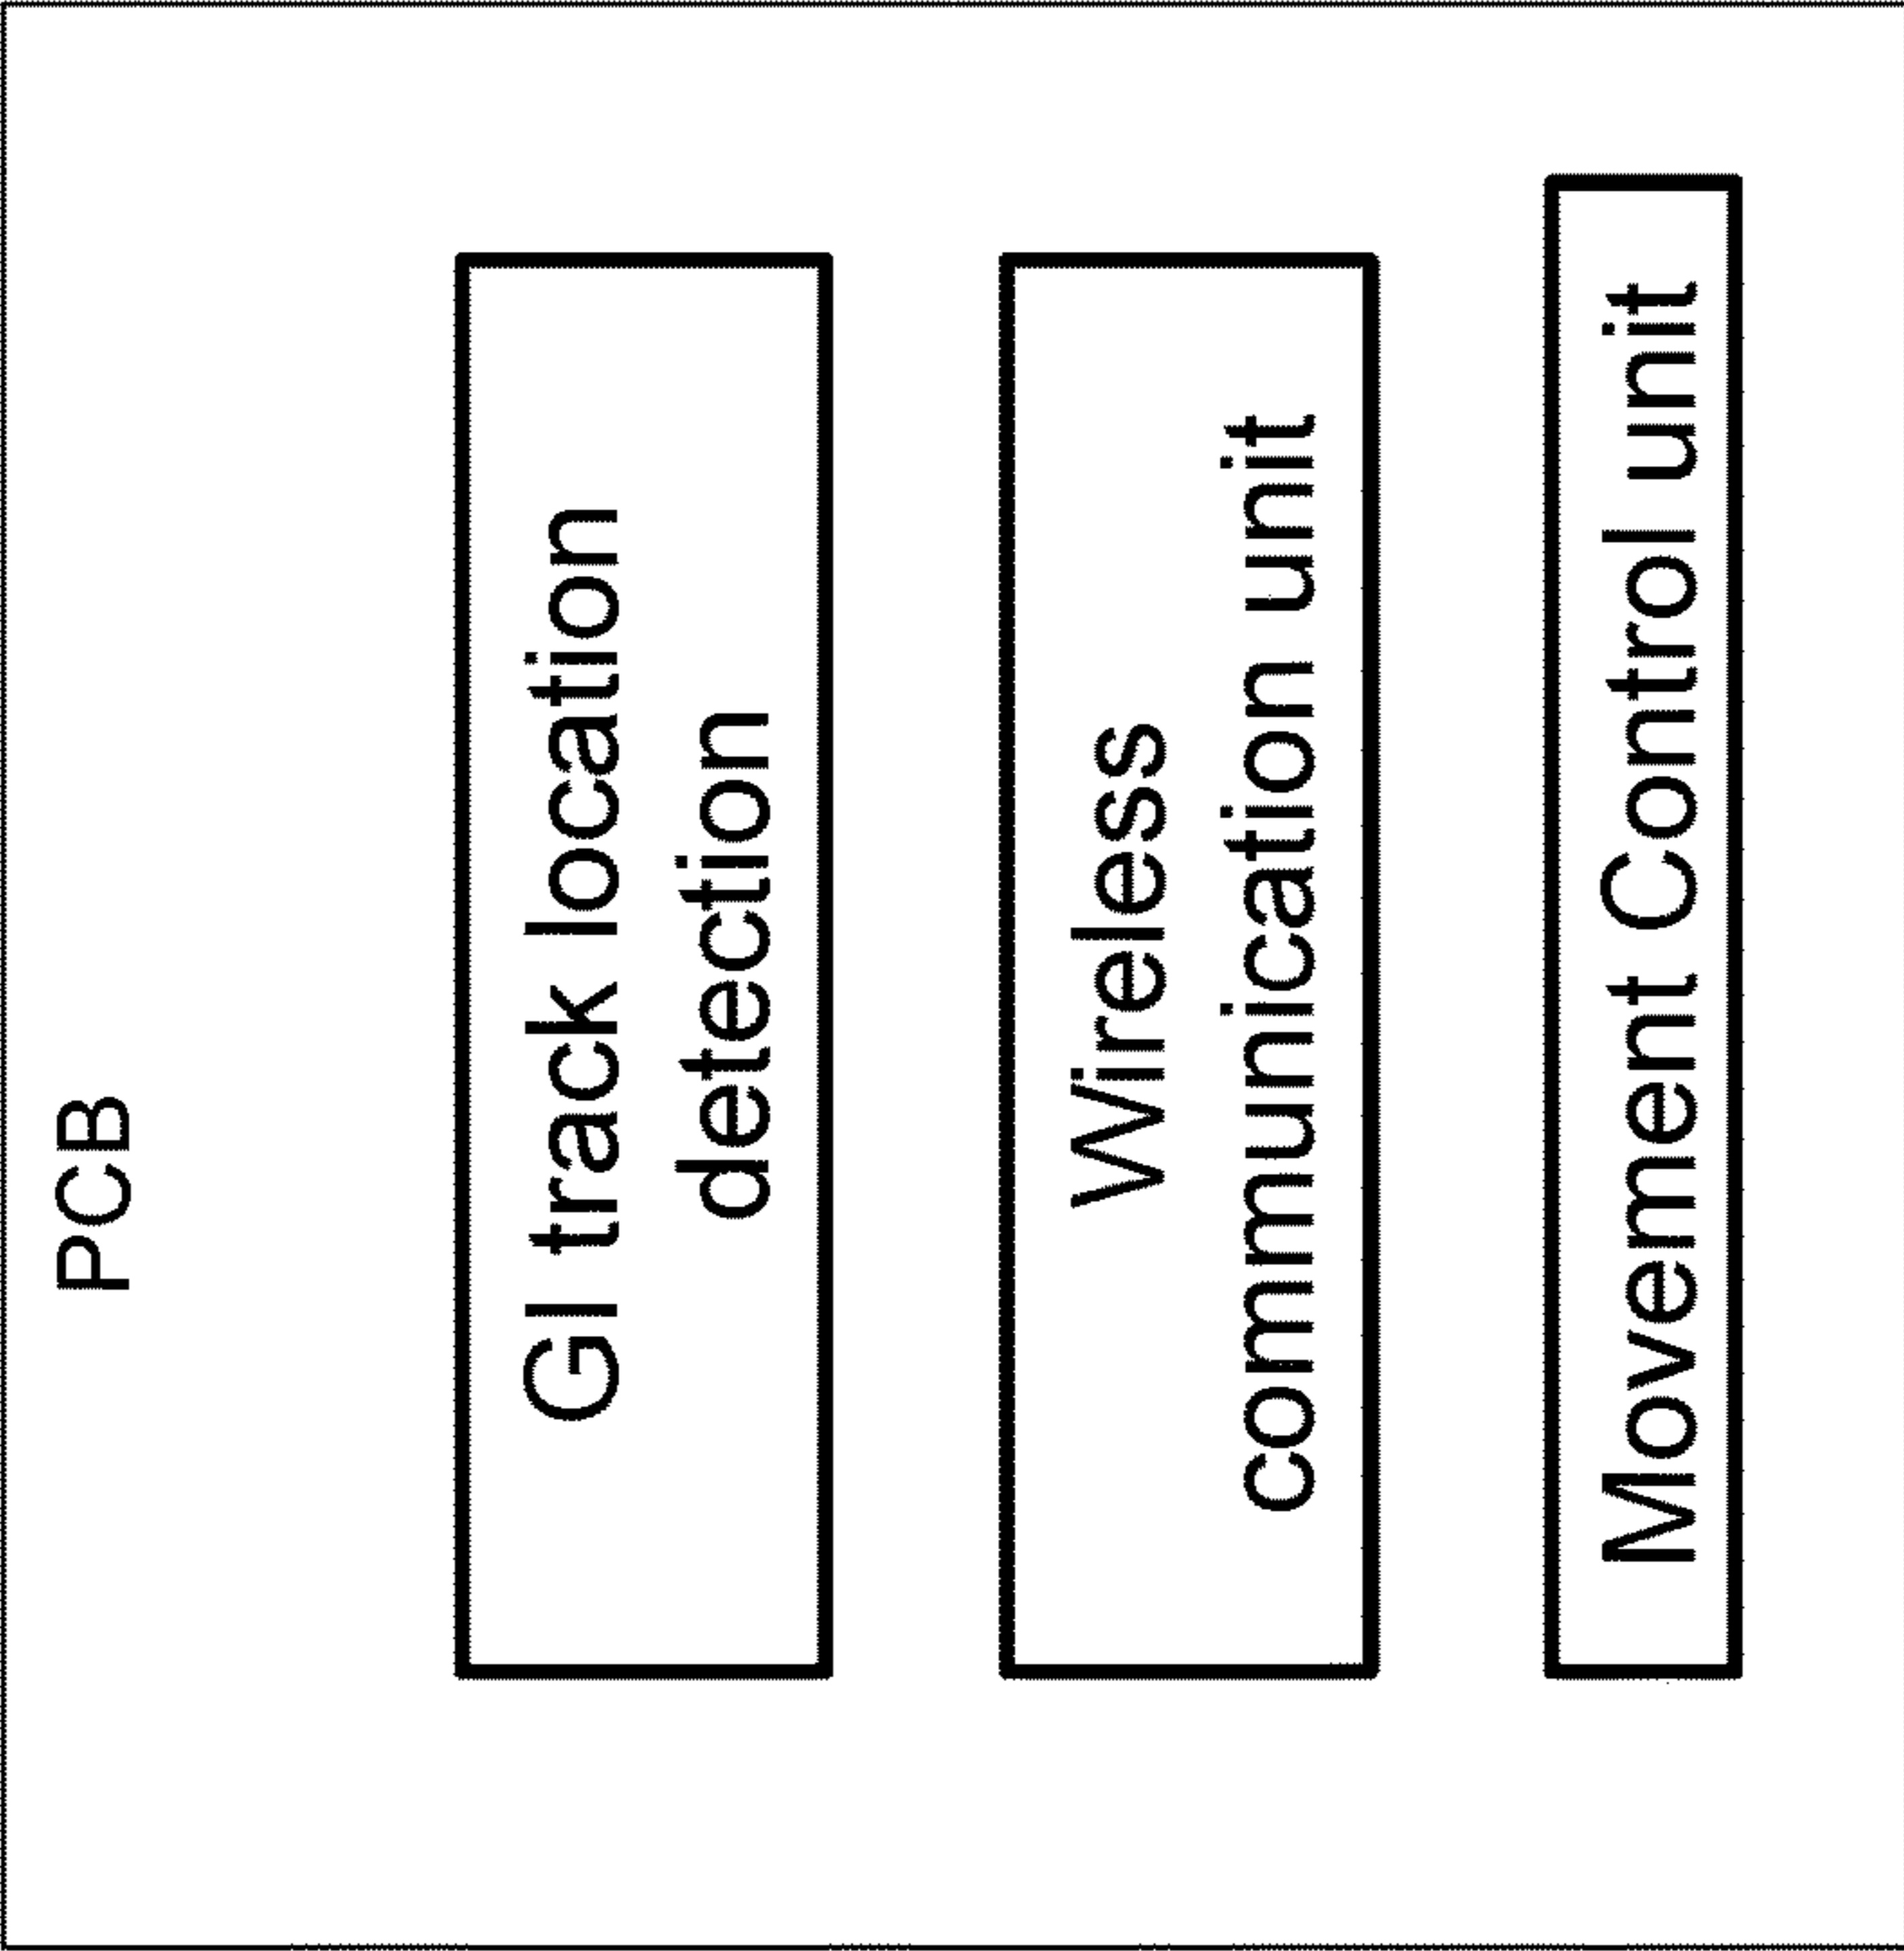 PCB
GI track location
detection
Wireless
communication unit
Movement Control unit